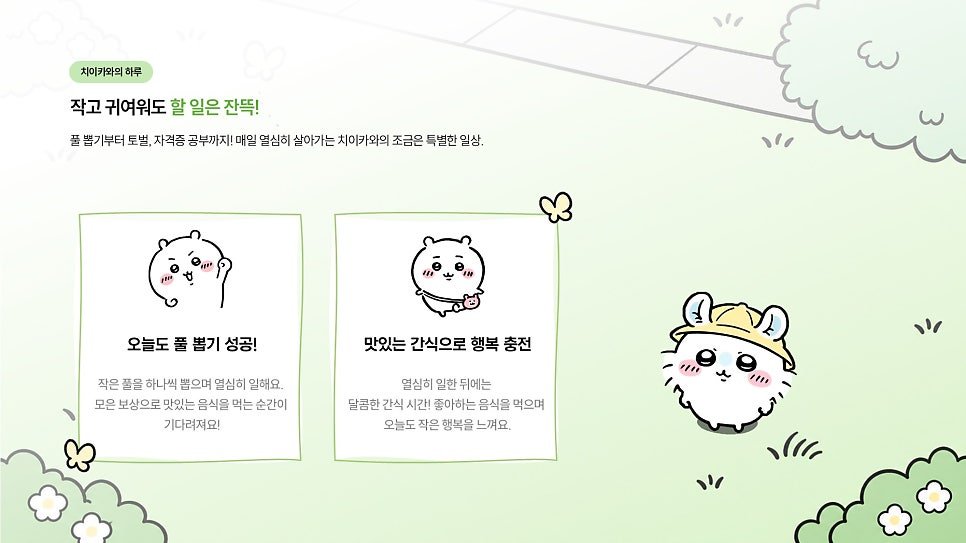 치이카와의 하루
작고 귀여워도 할 일은 잔뜩!
풀 뽑기부터 토벌, 자격증 공부까지! 매일 열심히 살아가는 치이카와의 조금은 특별한 일상.
오늘도 풀 뽑기 성공!
작은 풀을 하나씩 뽑으며 열심히 일해요.
모은 보상으로 맛있는 음식을 먹는 순간이
기다려져요!
맛있는 간식으로 행복 충전
열심히 일한 뒤에는
달콤한 간식 시간! 좋아하는 음식을 먹으며
오늘도 작은 행복을 느껴요.